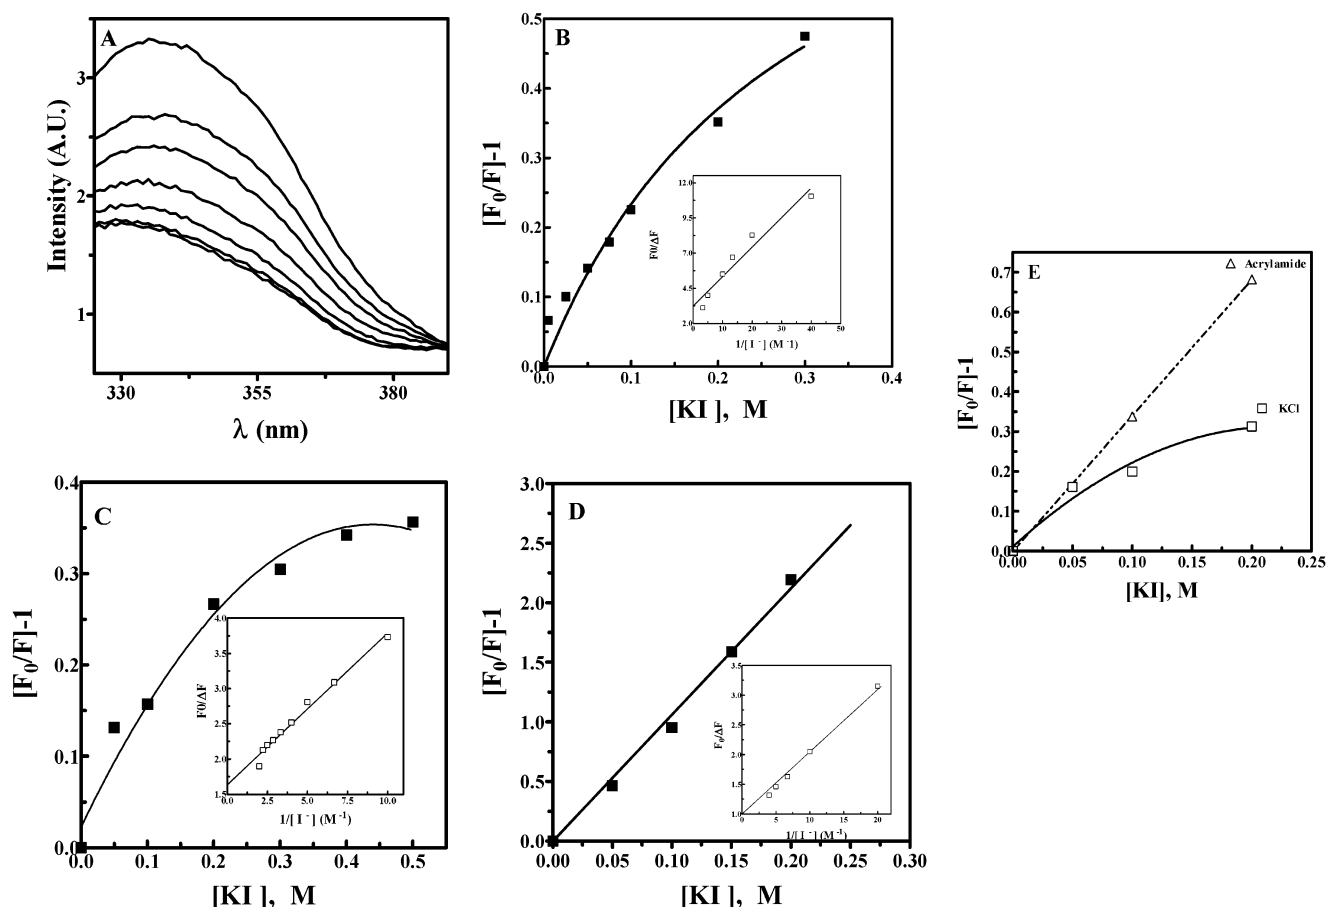 A
Intensity (A.U.)
3
2
1
330 355 380
λ (nm)
B
[F0/F]-1
0.5
0.4
0.3
0.2
0.1
0.0
0.0 0.1 0.2 0.3 0.4
[KI ], M
F0/ΔF
12.0
9.5
7.0
4.5
2.0
0 10 20 30 40 50
1/[ I - ] (M-1)
C
[F0/F]-1
0.4
0.3
0.2
0.1
0.0
0.0 0.1 0.2 0.3 0.4 0.5
[KI ], M
F0/ΔF
4.0
3.5
3.0
2.5
2.0
1.5
0.0 2.5 5.0 7.5 10.0
1/[ I - ] (M-1)
D
[F0/F]-1
3.0
2.5
2.0
1.5
1.0
0.5
0.0
0.00 0.05 0.10 0.15 0.20 0.25 0.30
[KI ], M
F0/ΔF
3.5
3.0
2.5
2.0
1.5
1.0
0 5 10 15 20
1/[ I - ] (M-1)
E
Acrylamide
KCl
[F0/F]-1
0.7
0.6
0.5
0.4
0.3
0.2
0.1
0.0
0.00 0.05 0.10 0.15 0.20 0.25
[KI], M